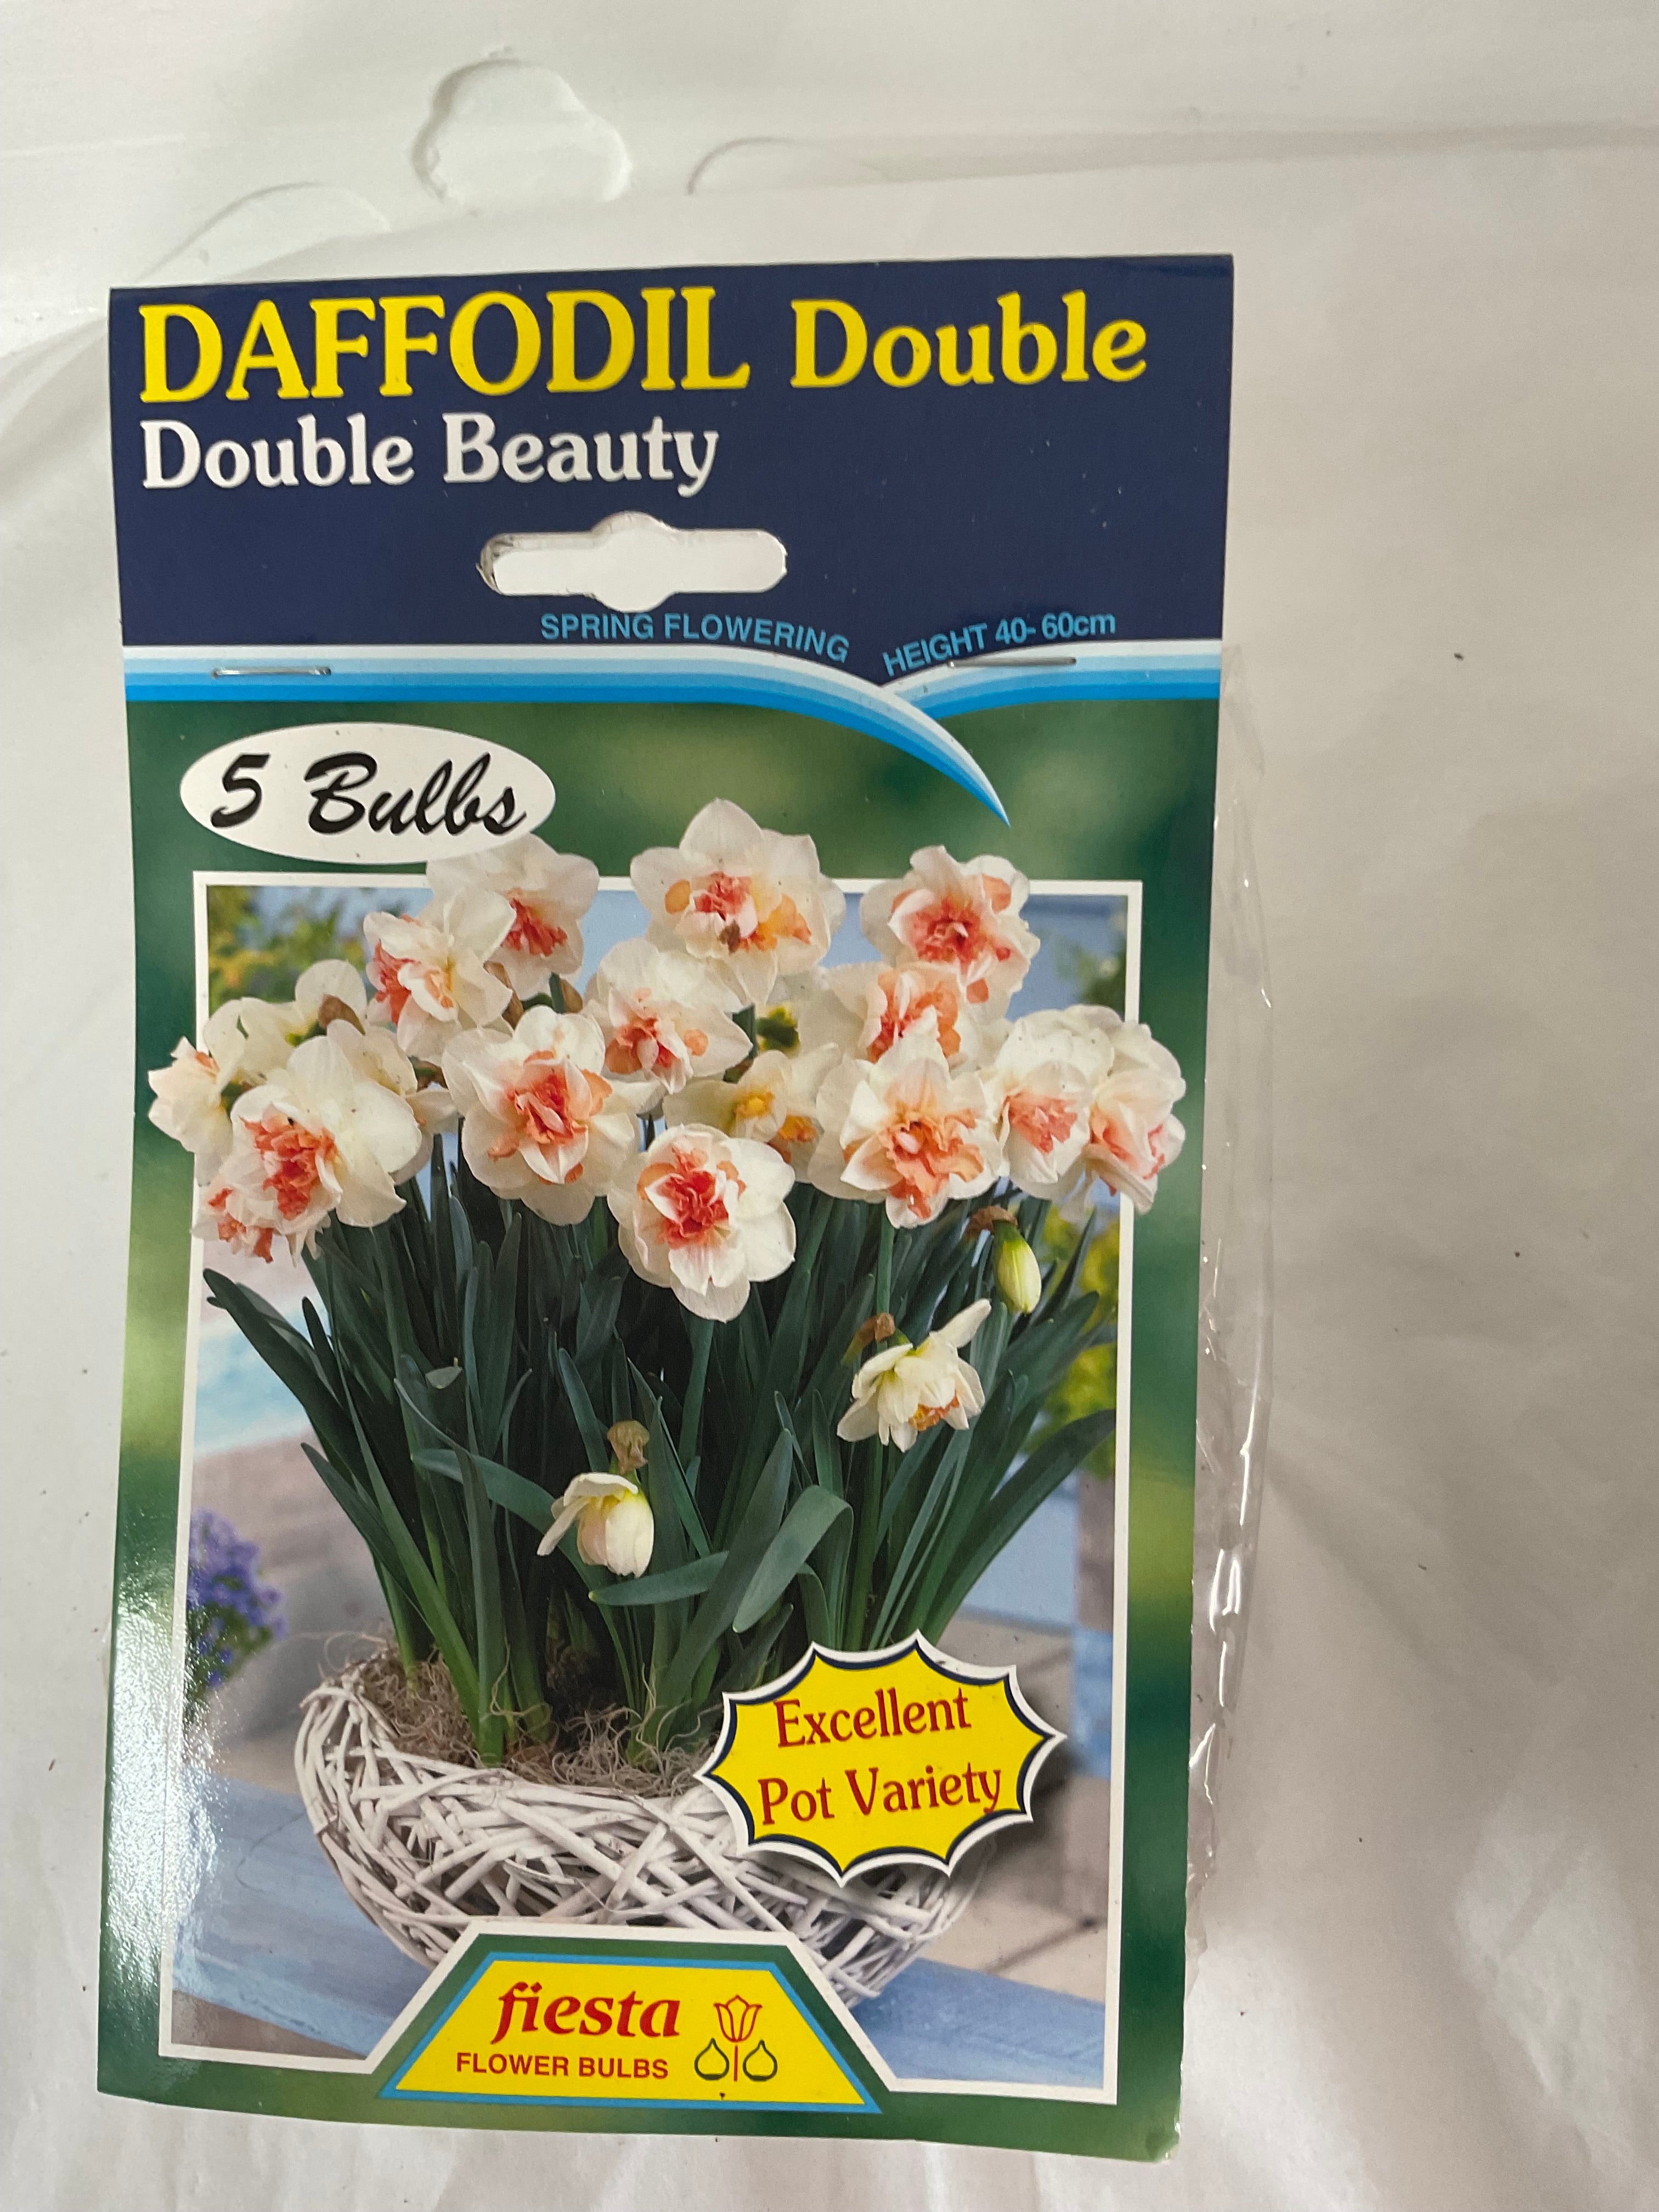 DAFFODIL Double
Double Beauty
SPRING FLOWERING
HEIGHT 40-60cm
5 Bulbs
Excellent
Pot Variety
fiesta
FLOWER BULBS